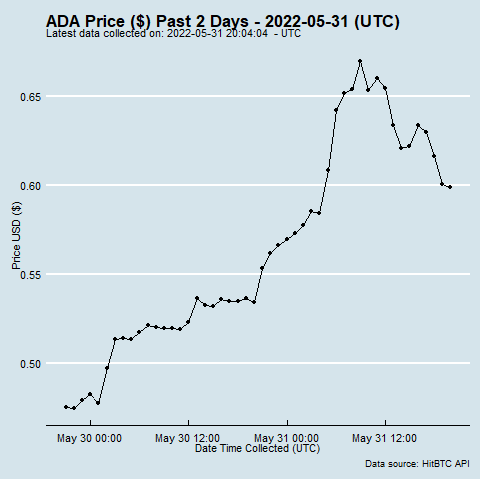 ADA Price ($) Past 2 Days - 2022-05-31 (UTC)
Latest data collected on: 2022-05-31 20:04:04  - UTC
Price USD ($)
0.65
0.60
0.55
0.50
May 30 00:00 May 30 12:00 May 31 00:00 May 31 12:00
Date Time Collected (UTC)
Data source: HitBTC API